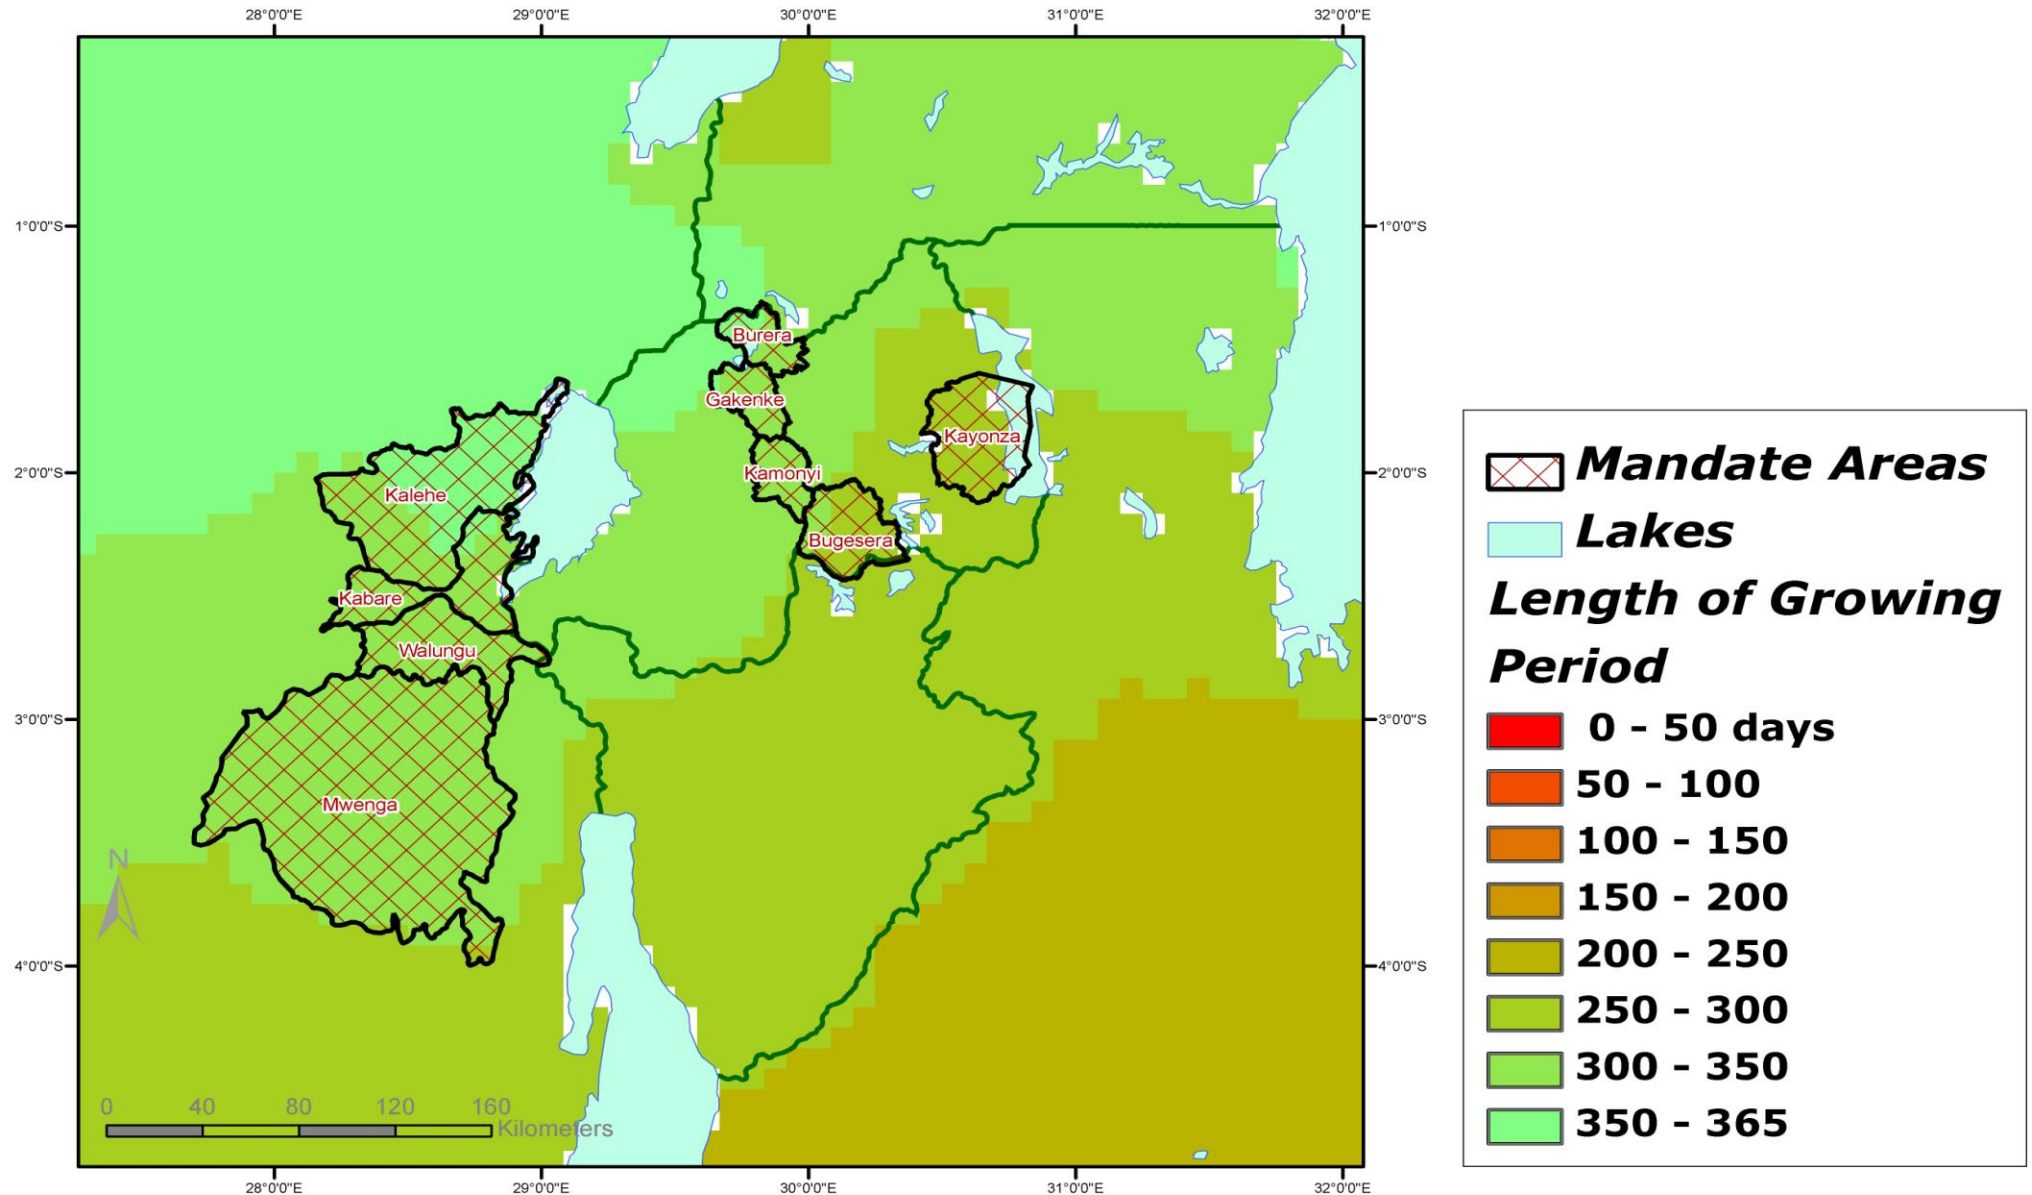 28°0'0"E 29°0'0"E 30°0'0"E 31°0'0"E 32°0'0"E
1°0'0"S 1°0'0"S
Burera
Gakenke
Kayonza
2°0'0"S Kamonyi 2°0'0"S
Kalehe
Bugesera
Kabare
Walungu
3°0'0"S 3°0'0"S
Mwenga
N
4°0'0"S 4°0'0"S
0 40 80 120 160
Kilometers
28°0'0"E 29°0'0"E 30°0'0"E 31°0'0"E 32°0'0"E
Mandate Areas
Lakes
Length of Growing
Period
0 - 50 days
50 - 100
100 - 150
150 - 200
200 - 250
250 - 300
300 - 350
350 - 365